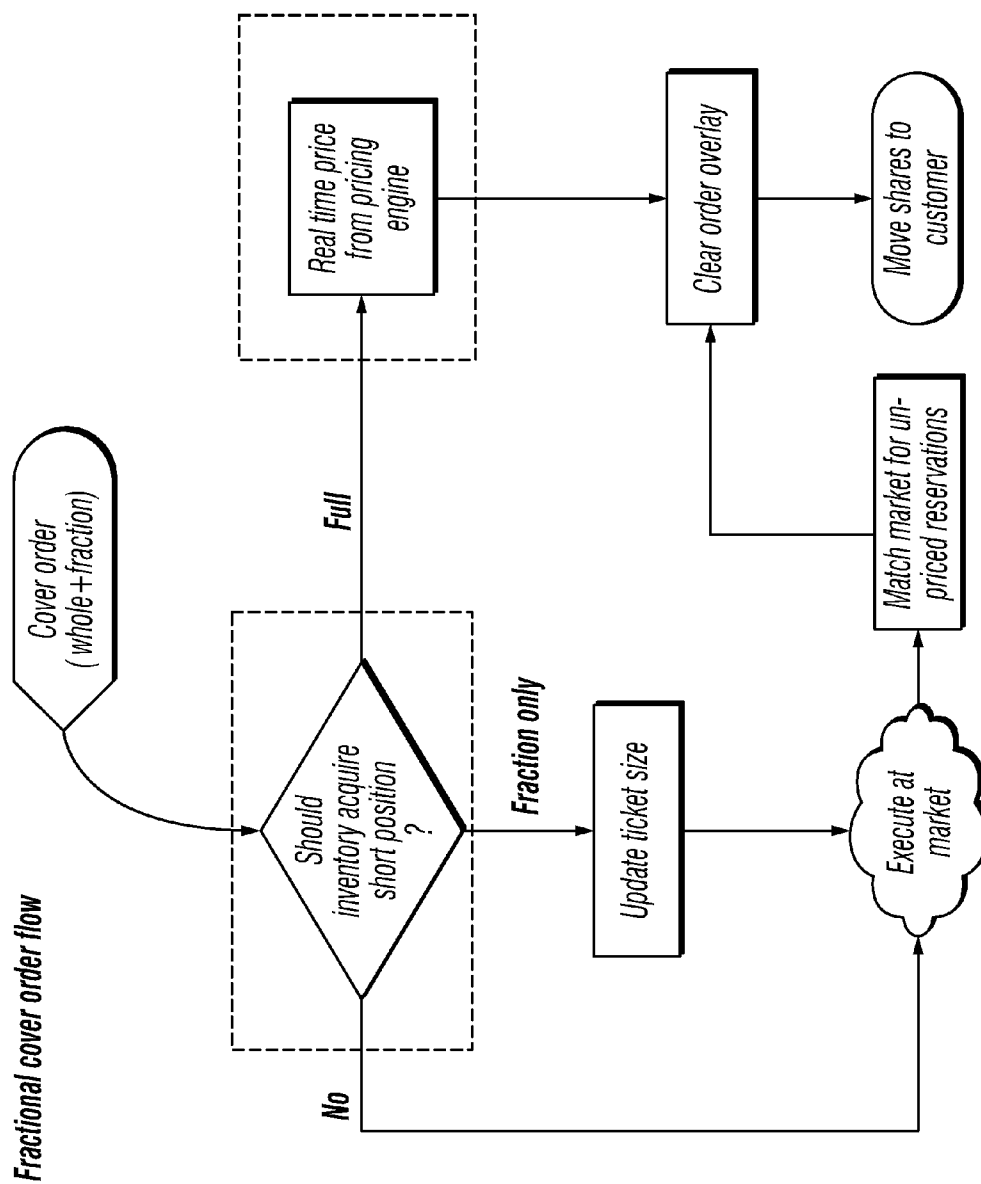 Fractional cover order flow
Cover order
( whole+fraction)
Should
inventory acquire
short position
?
Full
Real time price
from pricing
engine
No
Fraction only
Update ticket size
Clear order overlay
Execute at
market
Match market for un-
priced reservations
Move shares to
customer